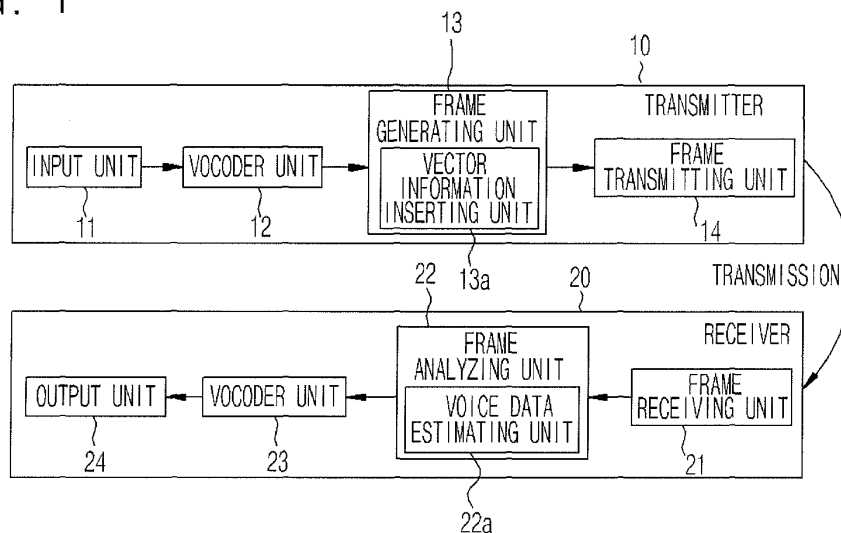 1
13
10
FRAME
GENERATING UNIT
TRANSMITTER
INPUT UNIT
VOCODER UNIT
VECTOR
INFORMATION
INSERTING UNIT
FRAME
TRANSMITTING UNIT
11
12
13a
14
TRANSMISSION
22
20
FRAME
ANALYZING UNIT
RECEIVER
OUTPUT UNIT
VOCODER UNIT
VOICE DATA
ESTIMATING UNIT
FRAME
RECEIVING UNIT
24
23
22a
21